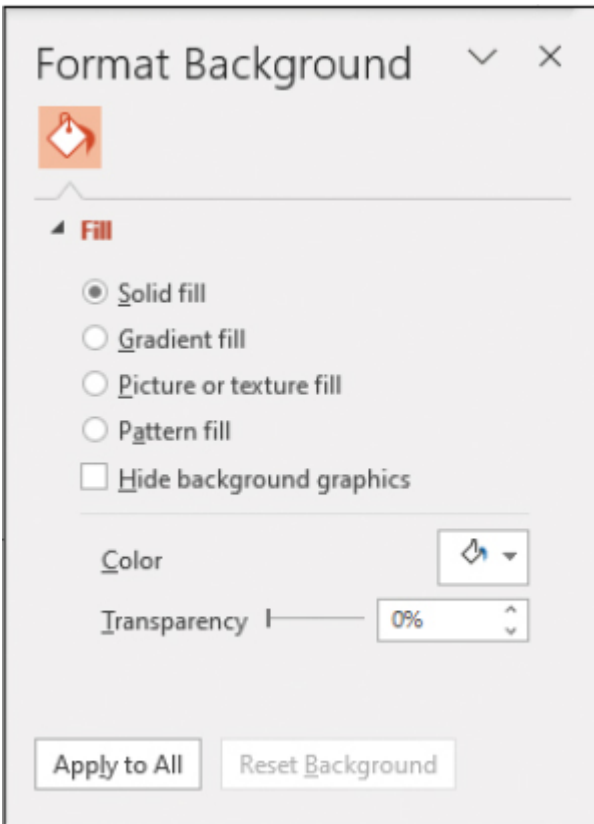 Format Background
Fill
Solid fill
Gradient fill
Picture or texture fill
Pattern fill
Hide background graphics
Color
Transparency 0%
Apply to All Reset Background